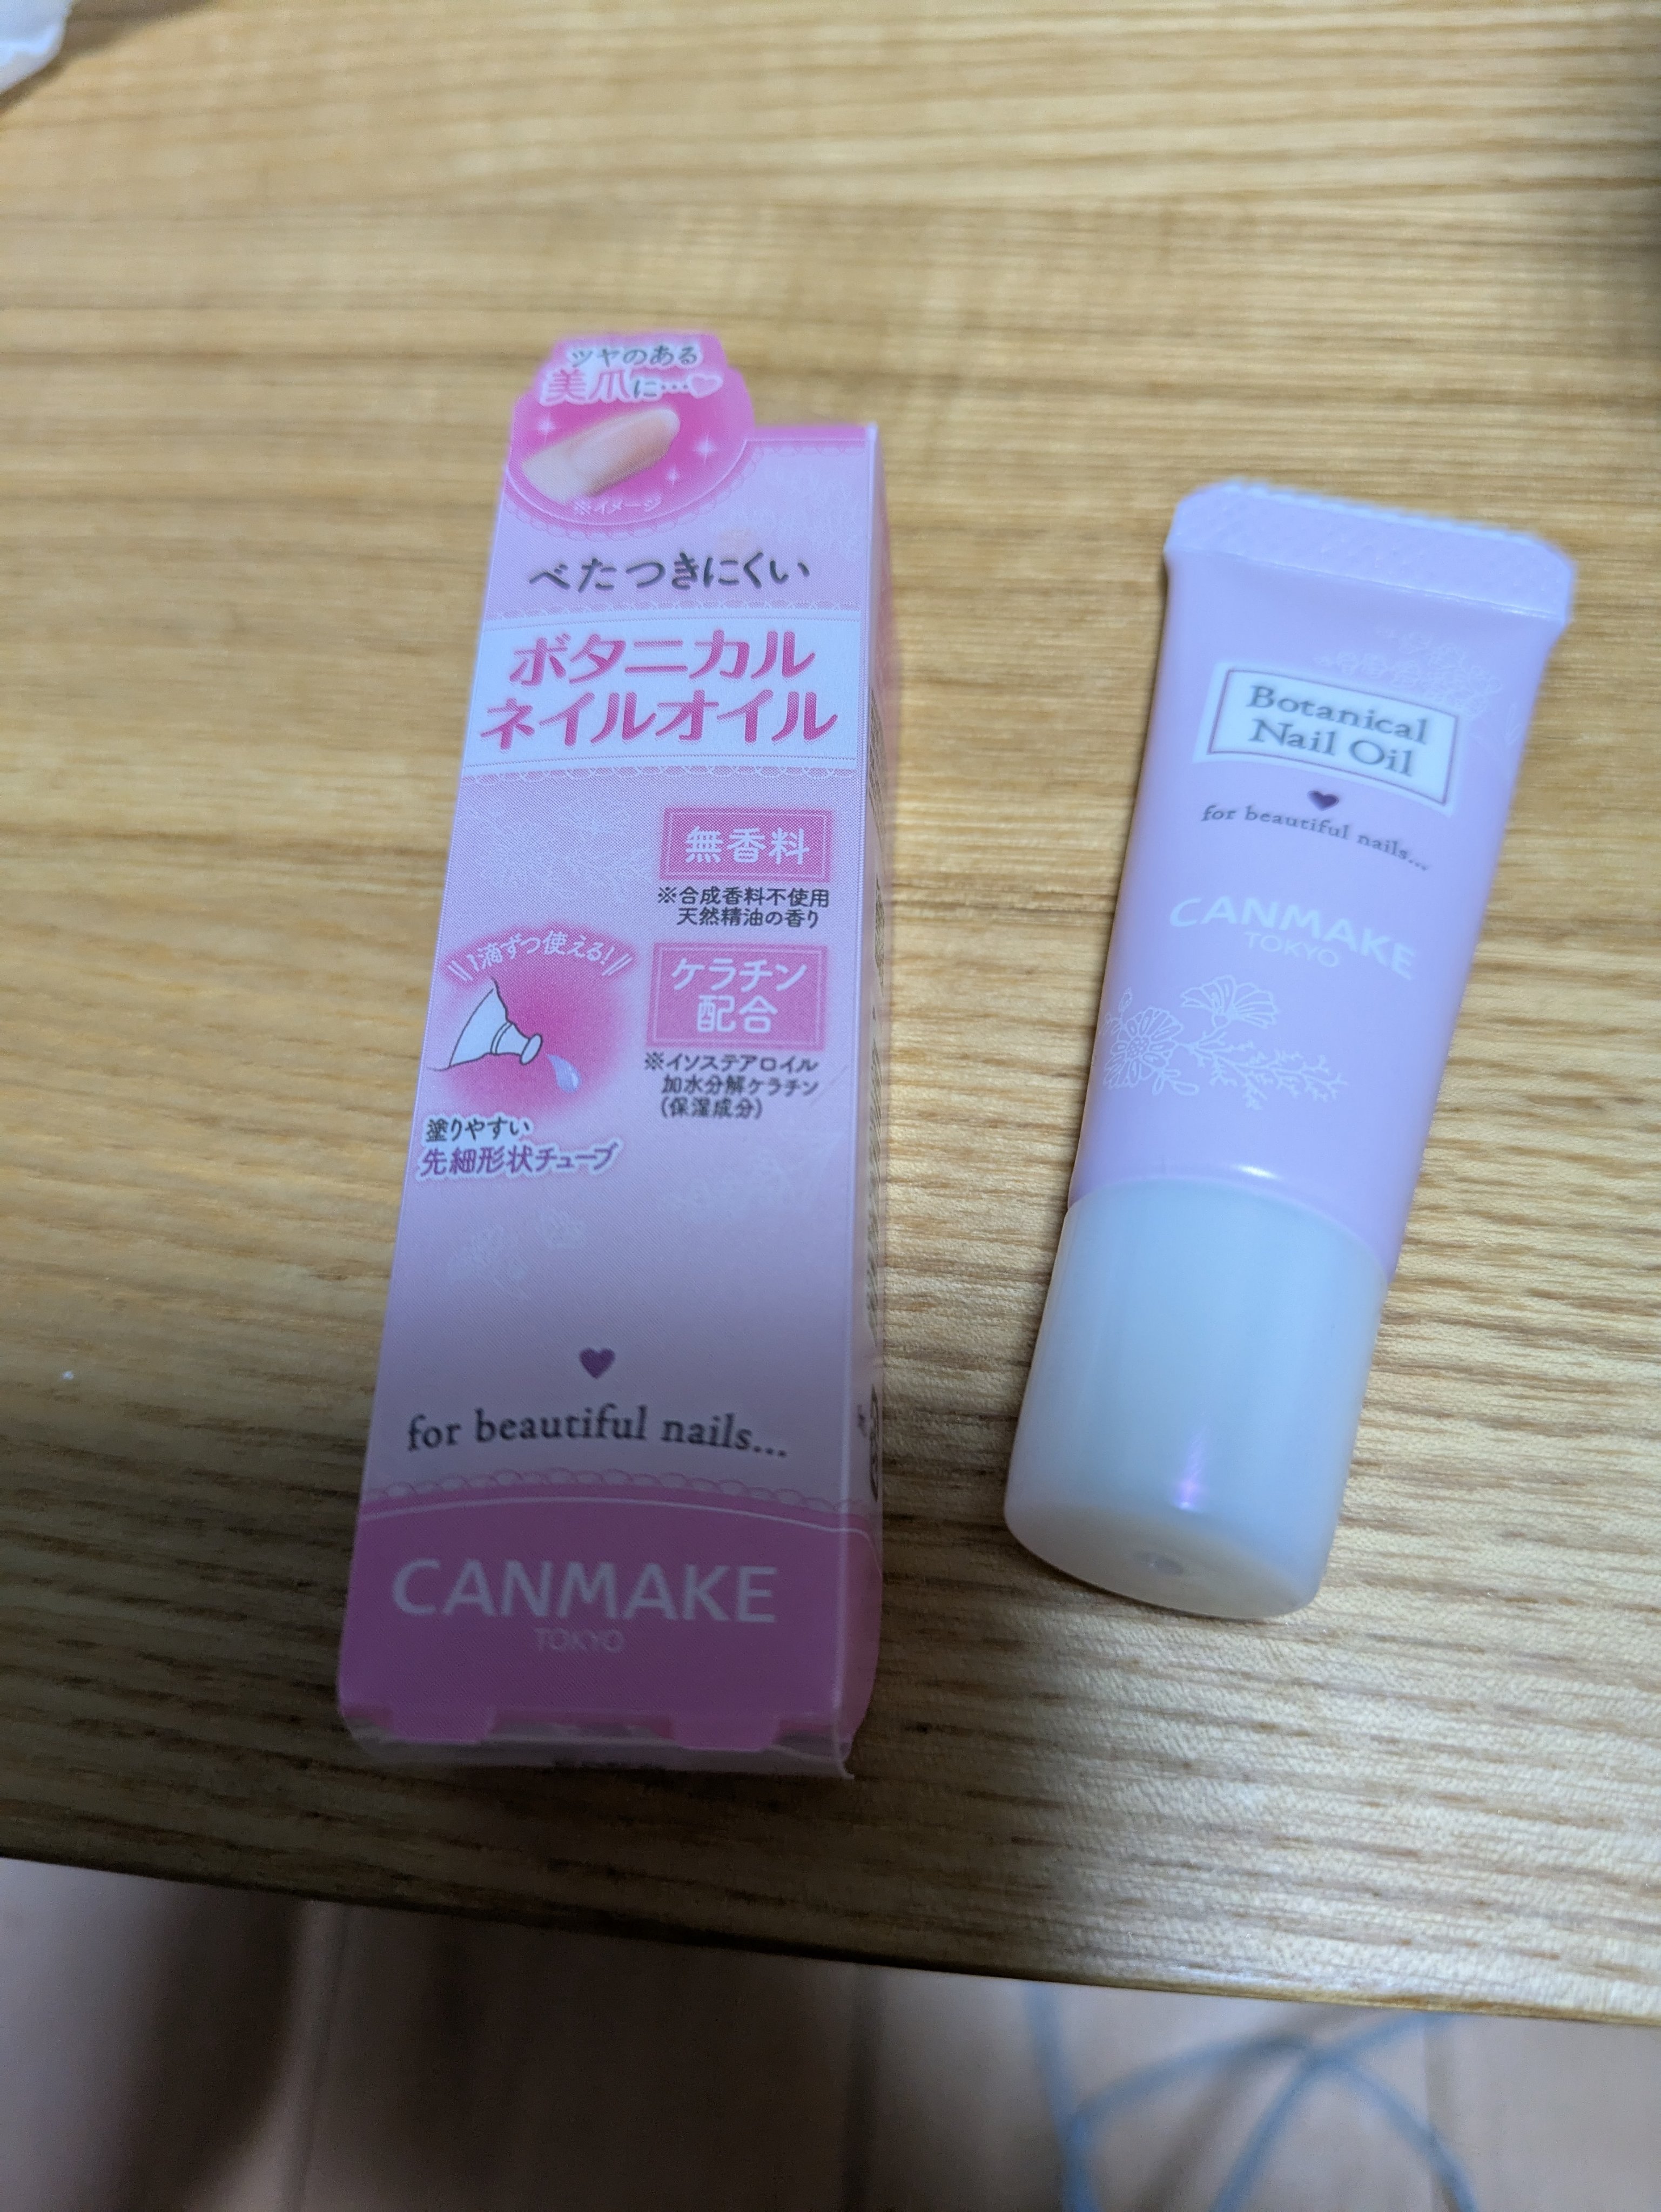 ツヤのある
美爪に…
※イメージ
べたつきにくい
ボタニカル
ネイルオイル
無香料
※合成香料不使用
天然精油の香り
1滴ずつ使える!
ケラチン
配合
※イソステアロイル
加水分解ケラチン
(保湿成分)
塗りやすい
先細形状チューブ
for beautiful nails...
CANMAKE
TOKYO
Botanical
Nail Oil
for beautiful nails...
CANMAKE
TOKYO